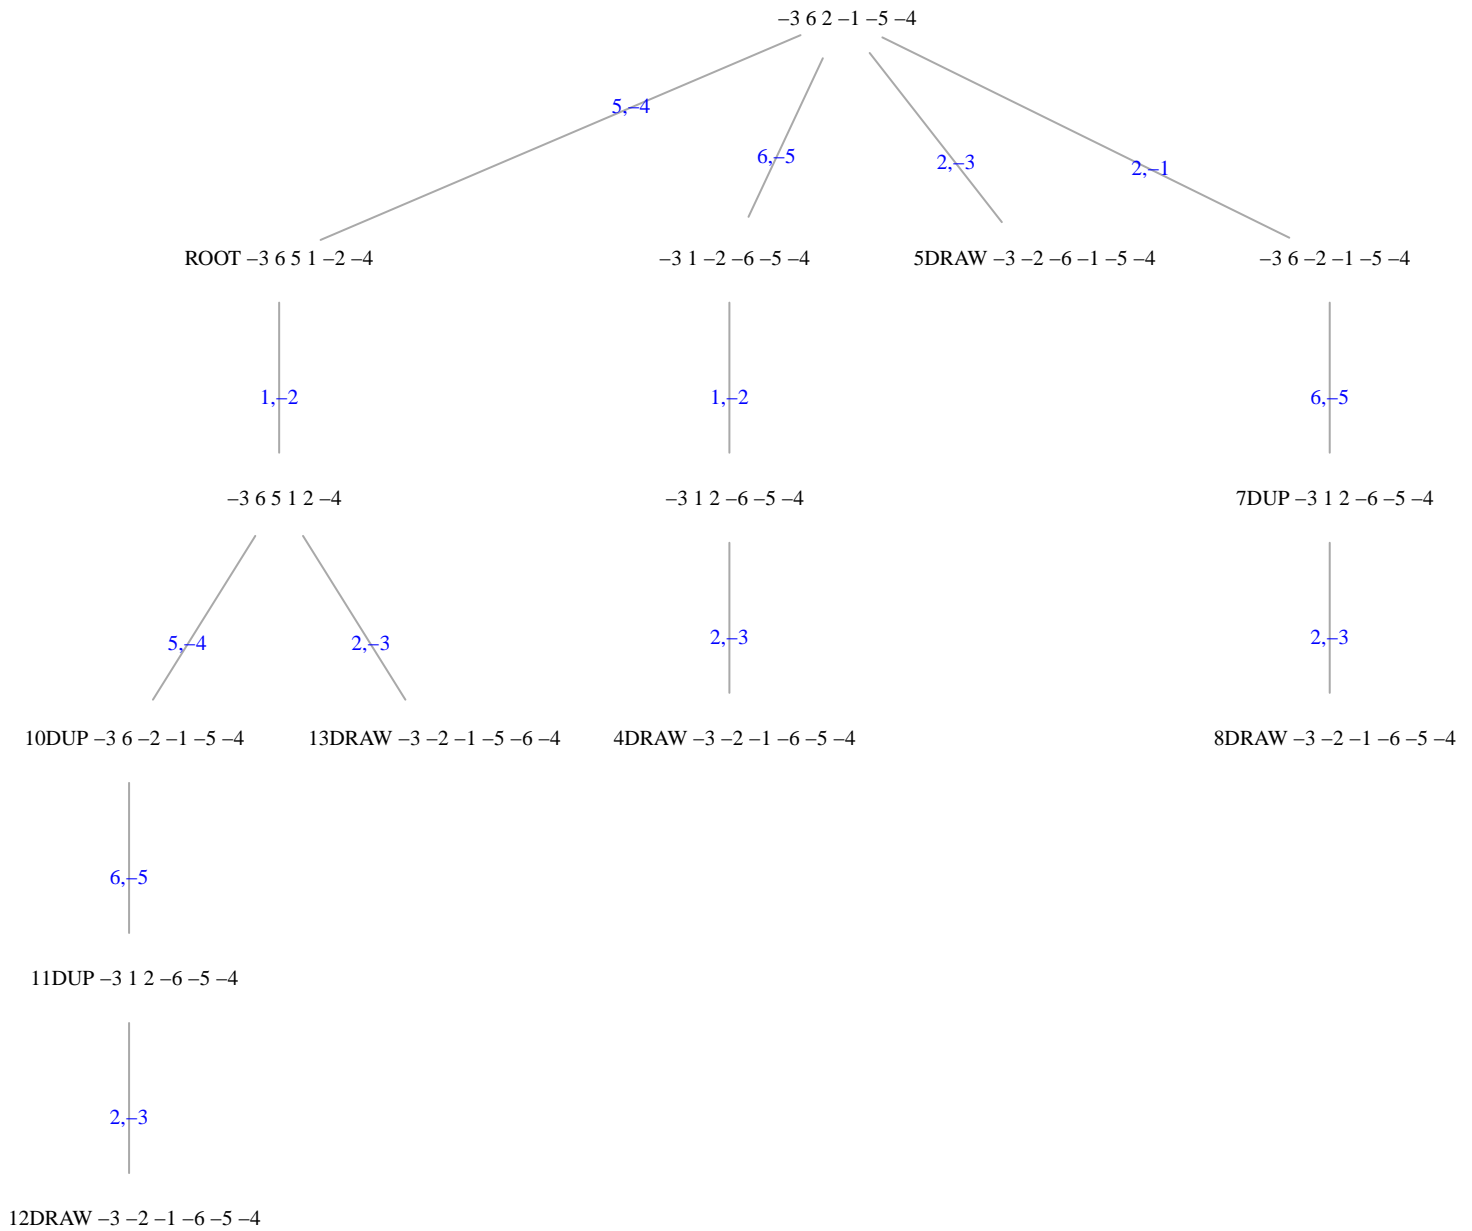 −3 6 2 −1 −5 −4
5,−4
6,−5
2,−3
2,−1
ROOT −3 6 5 1 −2 −4
−3 1 −2 −6 −5 −4
5DRAW −3 −2 −6 −1 −5 −4
−3 6 −2 −1 −5 −4
1,−2
1,−2
6,−5
−3 6 5 1 2 −4
−3 1 2 −6 −5 −4
7DUP −3 1 2 −6 −5 −4
5,−4
2,−3
2,−3
2,−3
10DUP −3 6 −2 −1 −5 −4
13DRAW −3 −2 −1 −5 −6 −4
4DRAW −3 −2 −1 −6 −5 −4
8DRAW −3 −2 −1 −6 −5 −4
6,−5
11DUP −3 1 2 −6 −5 −4
2,−3
12DRAW −3 −2 −1 −6 −5 −4